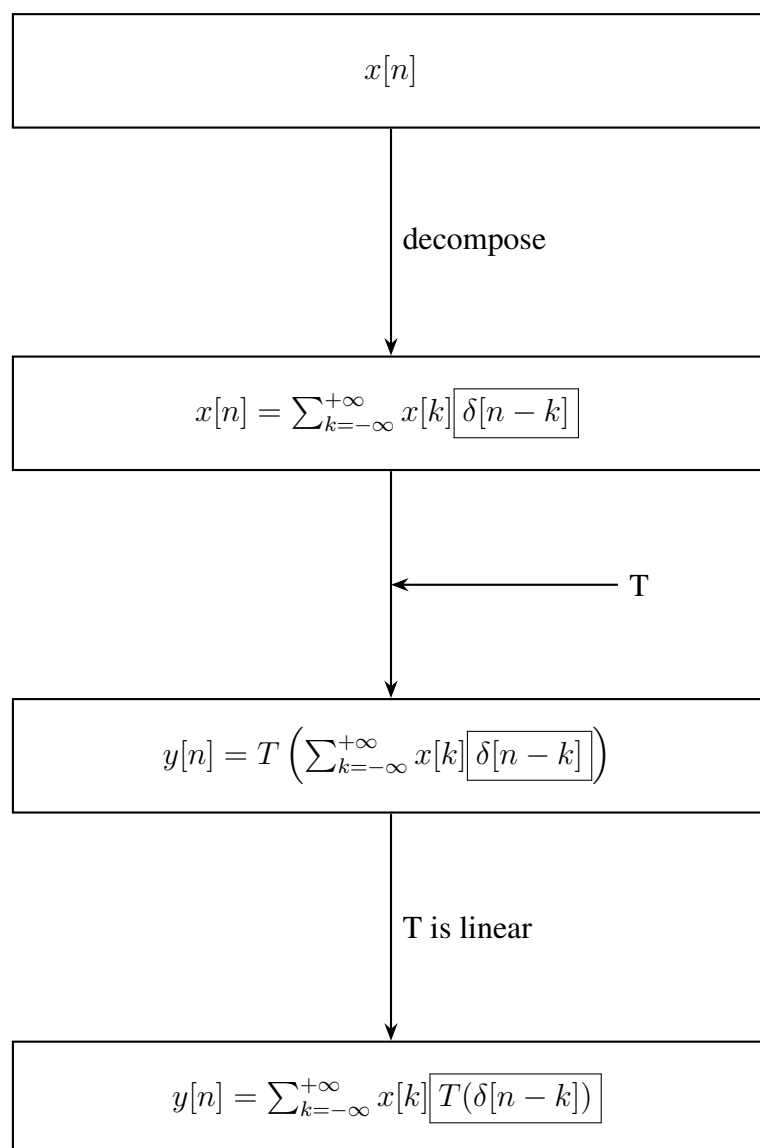 x[n]
decompose
x[n] = ∑_{k=−∞}^{+∞} x[k] δ[n − k]
T
y[n] = T (∑_{k=−∞}^{+∞} x[k] δ[n − k])
T is linear
y[n] = ∑_{k=−∞}^{+∞} x[k] T(δ[n − k])